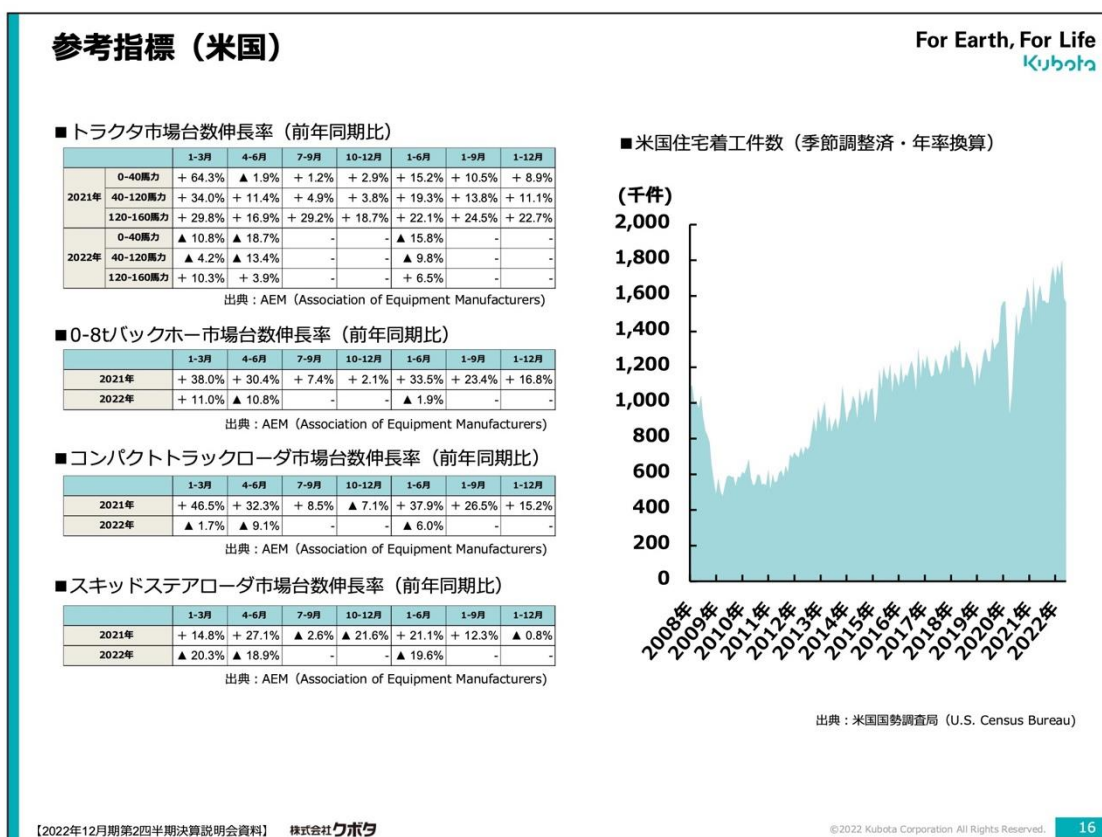 参考指標（米国）
For Earth, For Life
Kubota
■トラクタ市場台数伸長率（前年同期比）
1-3月 4-6月 7-9月 10-12月 1-6月 1-9月 1-12月
2021年 0-40馬力 + 64.3% ▲ 1.9% + 1.2% + 2.9% + 15.2% + 10.5% + 8.9%
40-120馬力 + 34.0% + 11.4% + 4.9% + 3.8% + 19.3% + 13.8% + 11.1%
120-160馬力 + 29.8% + 16.9% + 29.2% + 18.7% + 22.1% + 24.5% + 22.7%
2022年 0-40馬力 ▲ 10.8% ▲ 18.7% - - ▲ 15.8% - -
40-120馬力 ▲ 4.2% ▲ 13.4% - - ▲ 9.8% - -
120-160馬力 + 10.3% + 3.9% - - + 6.5% - -
出典：AEM（Association of Equipment Manufacturers)
■0-8tバックホー市場台数伸長率（前年同期比）
1-3月 4-6月 7-9月 10-12月 1-6月 1-9月 1-12月
2021年 + 38.0% + 30.4% + 7.4% + 2.1% + 33.5% + 23.4% + 16.8%
2022年 + 11.0% ▲ 10.8% - - ▲ 1.9% - -
出典：AEM（Association of Equipment Manufacturers)
■コンパクトトラックローダ市場台数伸長率（前年同期比）
1-3月 4-6月 7-9月 10-12月 1-6月 1-9月 1-12月
2021年 + 46.5% + 32.3% + 8.5% ▲ 7.1% + 37.9% + 26.5% + 15.2%
2022年 ▲ 1.7% ▲ 9.1% - - ▲ 6.0% - -
出典：AEM（Association of Equipment Manufacturers)
■スキッドステアローダ市場台数伸長率（前年同期比）
1-3月 4-6月 7-9月 10-12月 1-6月 1-9月 1-12月
2021年 + 14.8% + 27.1% ▲ 2.6% ▲ 21.6% + 21.1% + 12.3% ▲ 0.8%
2022年 ▲ 20.3% ▲ 18.9% - - ▲ 19.6% - -
出典：AEM（Association of Equipment Manufacturers)
■米国住宅着工件数（季節調整済・年率換算）
(千件)
2,000
1,800
1,600
1,400
1,200
1,000
800
600
400
200
0
2008年 2009年 2010年 2011年 2012年 2013年 2014年 2015年 2016年 2017年 2018年 2019年 2020年 2021年 2022年
出典：米国国勢調査局（U.S. Census Bureau)
【2022年12月期第2四半期決算説明会資料】 株式会社クボタ
©2022 Kubota Corporation All Rights Reserved. 16